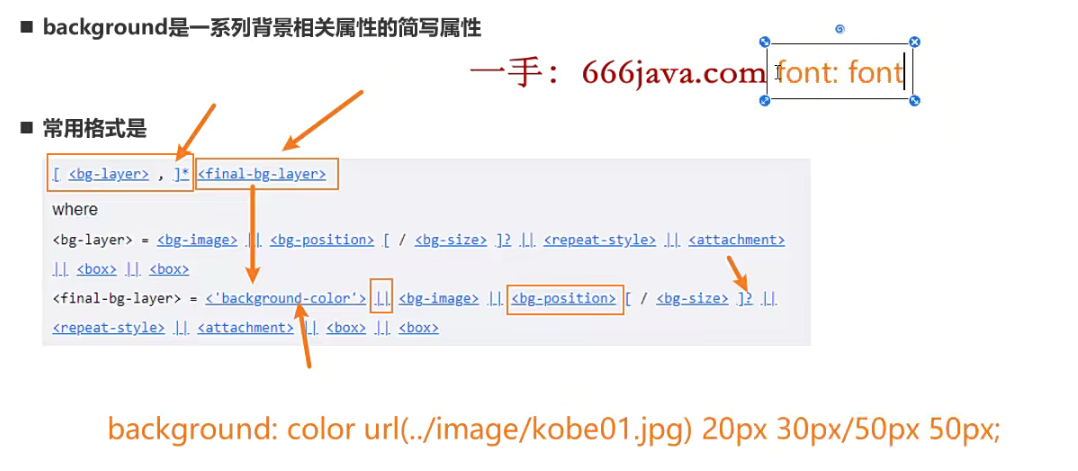 ■ background是一系列背景相关属性的简写属性
一手：666java.com font: font
■ 常用格式是
[ <bg-layer> , ]* <final-bg-layer>
where
<bg-layer> = <bg-image> || <bg-position> [ / <bg-size> ]? || <repeat-style> || <attachment>
|| <box> || <box>
<final-bg-layer> = <'background-color'> || <bg-image> || <bg-position> [ / <bg-size> ]? ||
<repeat-style> || <attachment> || <box> || <box>
background: color url(../image/kobe01.jpg) 20px 30px/50px 50px;